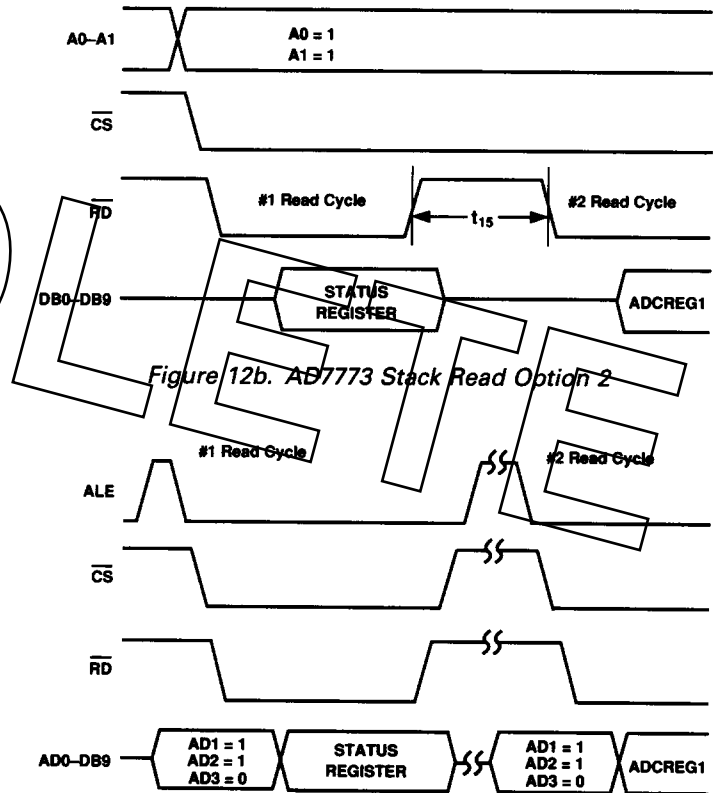 A0–A1
A0 = 1
A1 = 1
CS
RD
#1 Read Cycle
t15
#2 Read Cycle
DB0–DB9
STATUS
REGISTER
ADCREG1
Figure 12b. AD7773 Stack Read Option 2
#1 Read Cycle
#2 Read Cycle
ALE
CS
RD
AD0–DB9
AD1 = 1
AD2 = 1
AD3 = 0
STATUS
REGISTER
AD1 = 1
AD2 = 1
AD3 = 0
ADCREG1
LETE